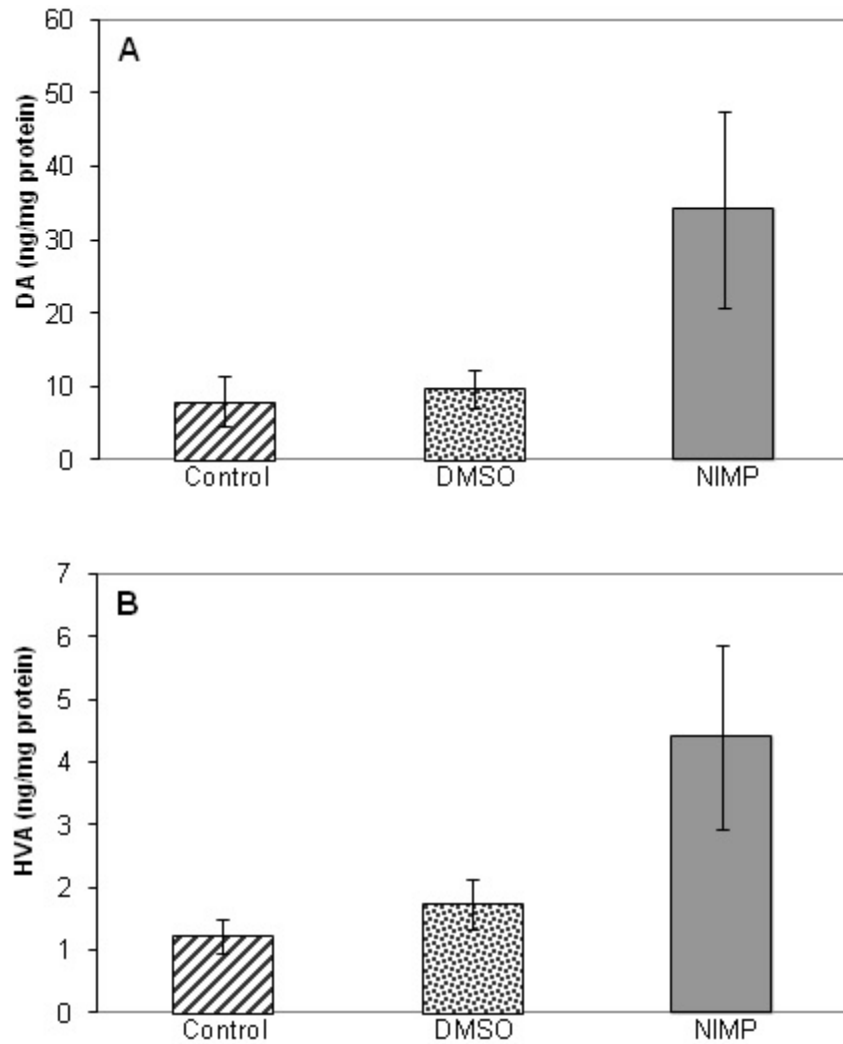 A
DA (ng/mg protein)
60
50
40
30
20
10
0
Control DMSO NIMP
B
HVA (ng/mg protein)
7
6
5
4
3
2
1
0
Control DMSO NIMP